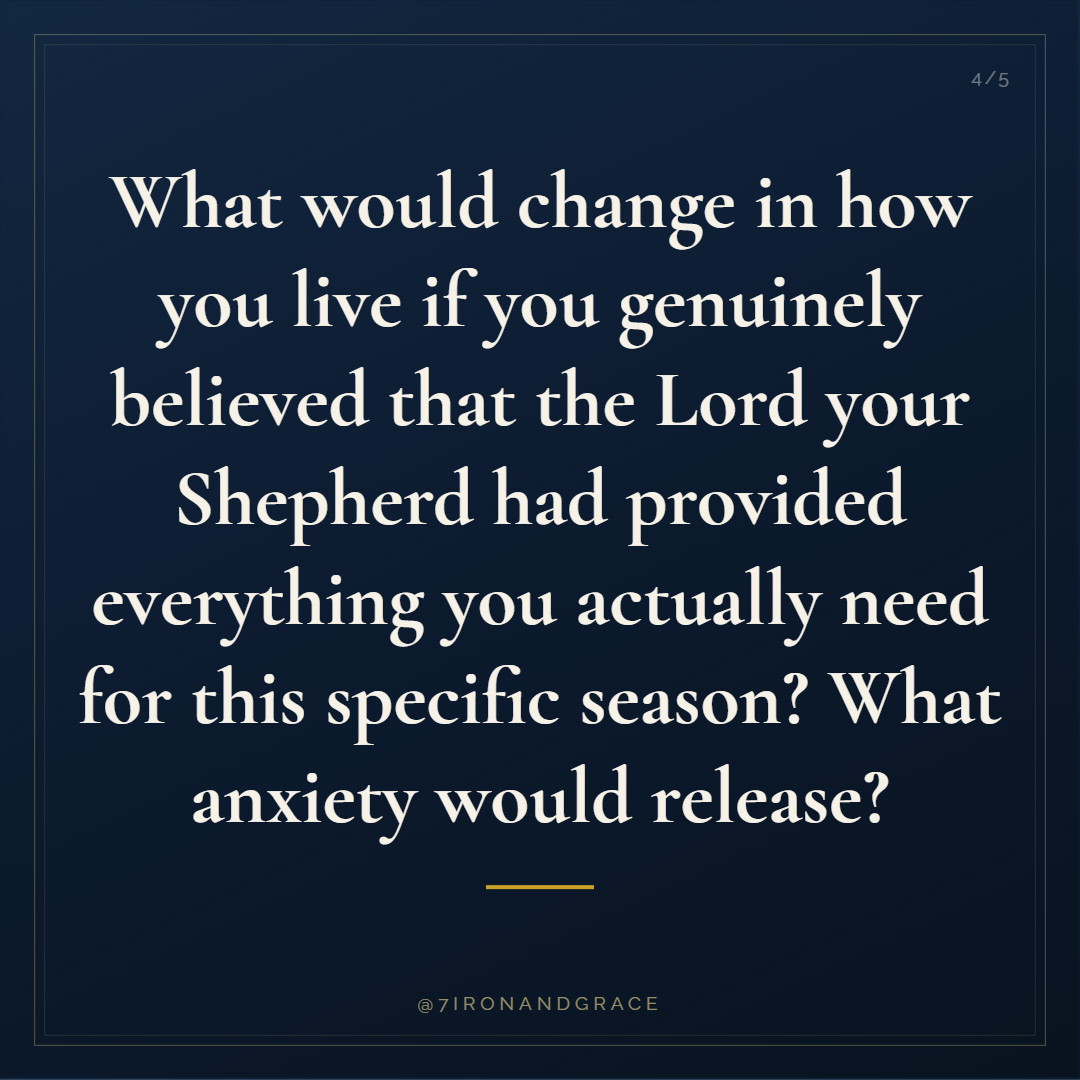 4/5
What would change in how
you live if you genuinely
believed that the Lord your
Shepherd had provided
everything you actually need
for this specific season? What
anxiety would release?
@7IRONANDGRACE